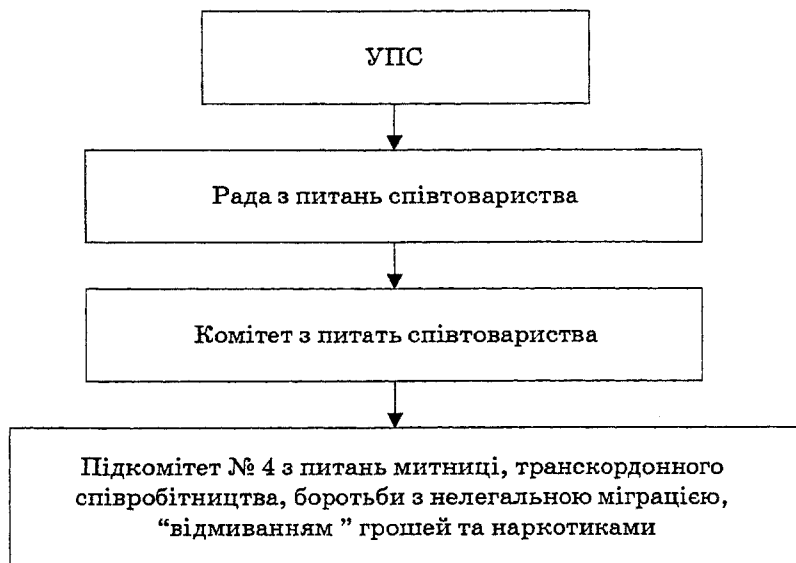 УПС
Рада з питань співтовариства
Комітет з питать співтовариства
Підкомітет № 4 з питань митниці, транскордонного
співробітництва, боротьби з нелегальною міграцією,
“відмиванням ” грошей та наркотиками